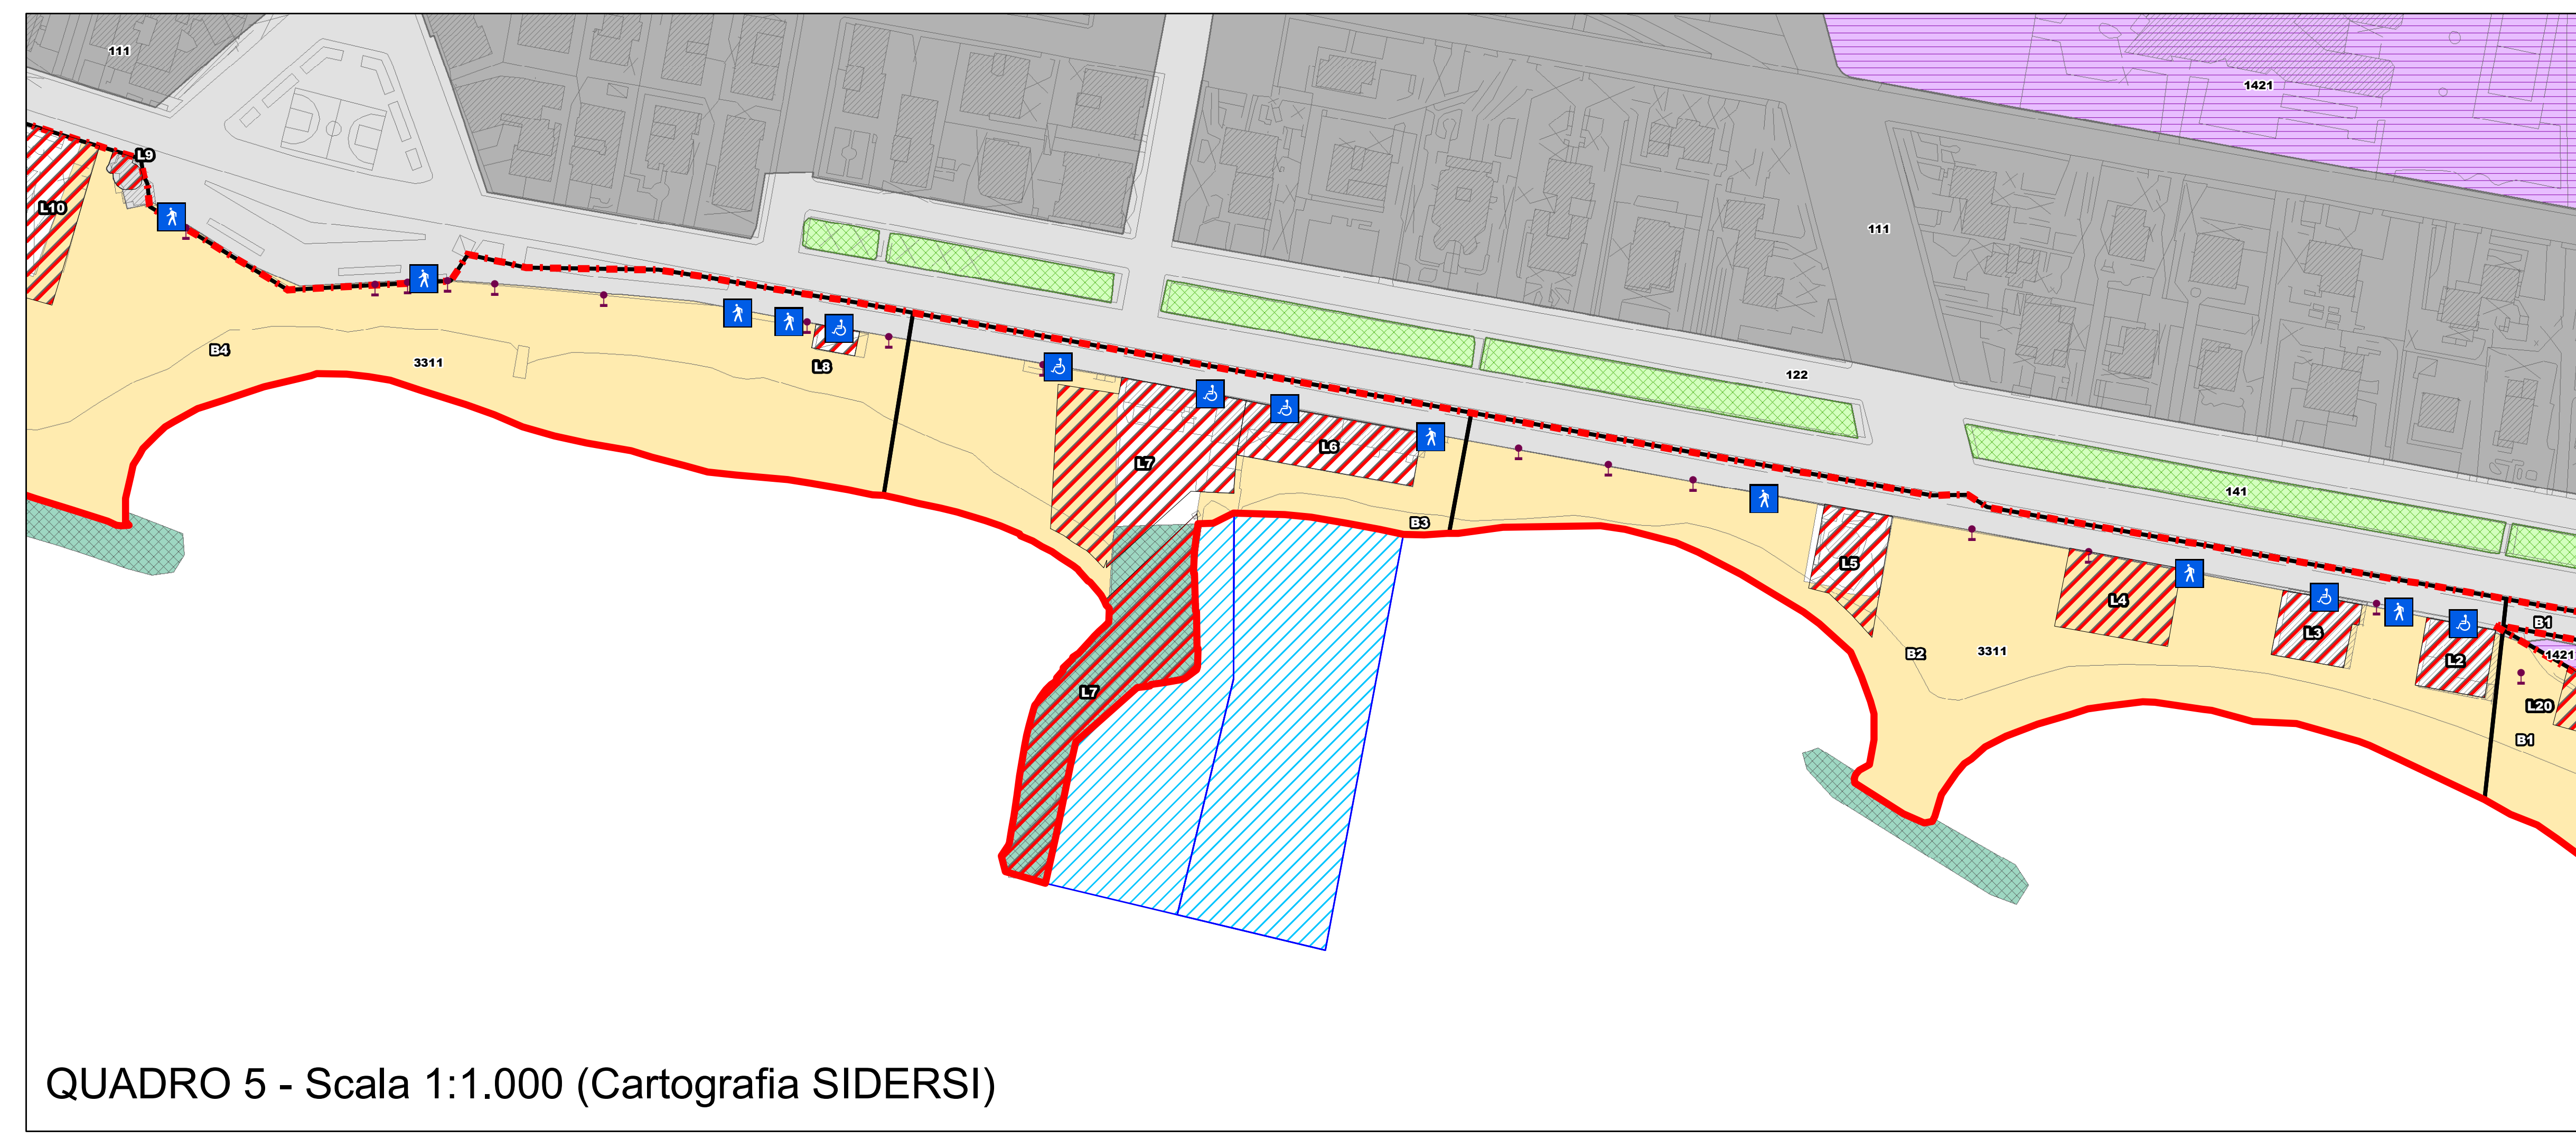 111
1421
L9
L10
111
B4
3311
L8
122
L7
L6
141
B3
L5
L4
L3
B1
B2
3311
1421
L2
L7
L20
B1
QUADRO 5 - Scala 1:1.000 (Cartografia SIDERSI)